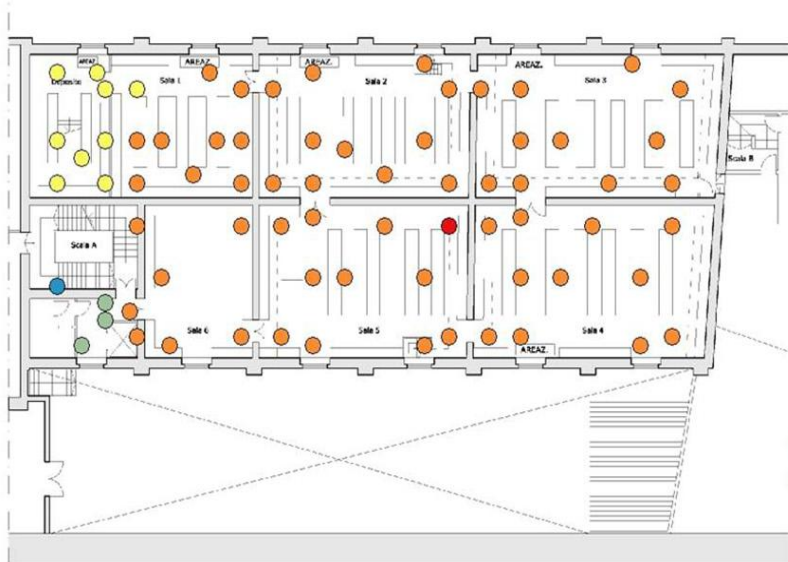 AREAZ.
AREAZ.
AREAZ.
AREAZ.
Deposito
Sala 1
Sala 2
Sala 3
Scala B
Scala A
Sala 6
Sala 5
Sala 4
AREAZ.